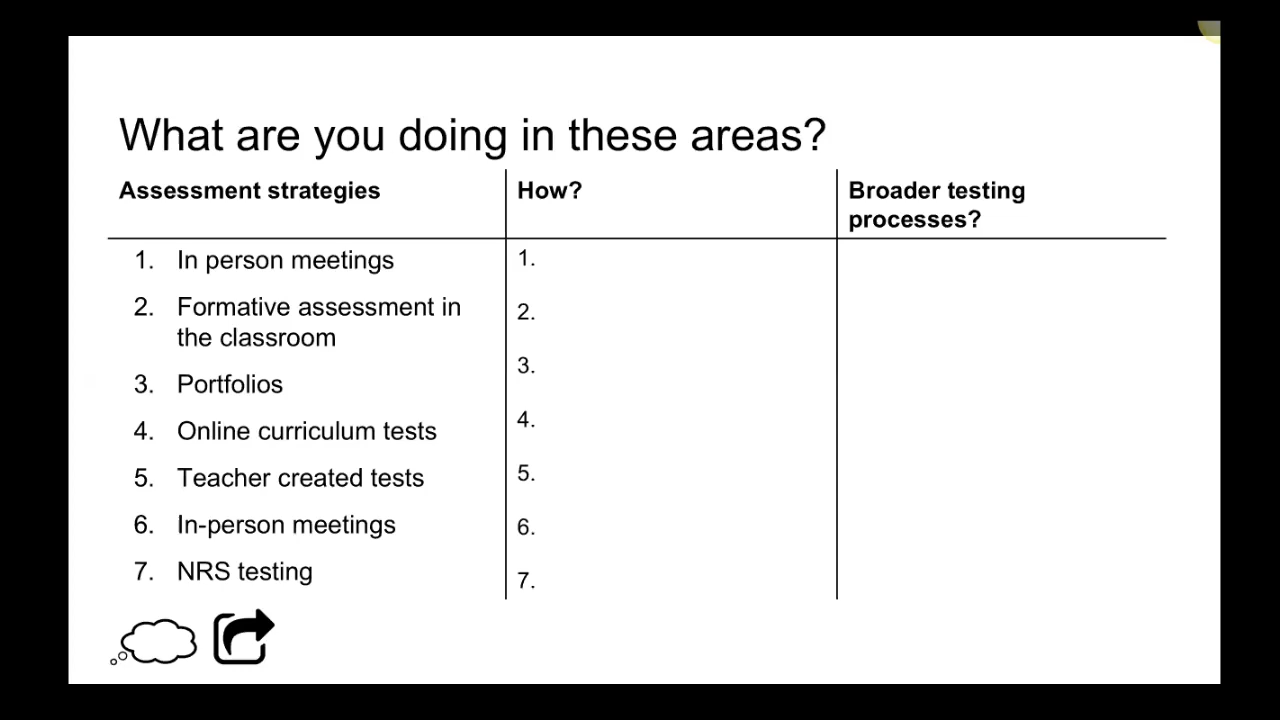 What are you doing in these areas?
Assessment strategies
How?
Broader testing
processes?
1. In person meetings
2. Formative assessment in
the classroom
3. Portfolios
4. Online curriculum tests
5. Teacher created tests
6. In-person meetings
7. NRS testing
1.
2.
3.
4.
5.
6.
7.